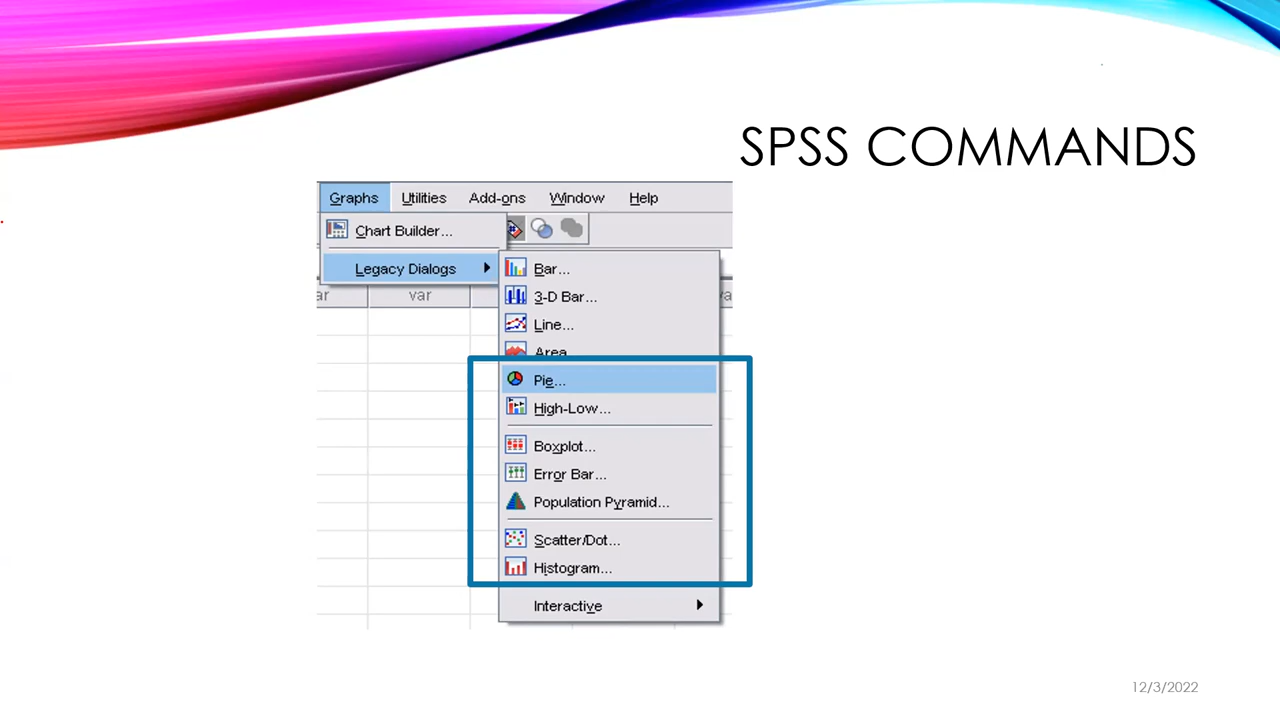 SPSS COMMANDS
Graphs Utilities Add-ons Window Help
Chart Builder...
Legacy Dialogs
Bar...
var
3-D Bar...
Line...
Area
Pie...
High-Low...
Boxplot...
Error Bar...
Population Pyramid...
Scatter/Dot...
Histogram...
Interactive
12/3/2022